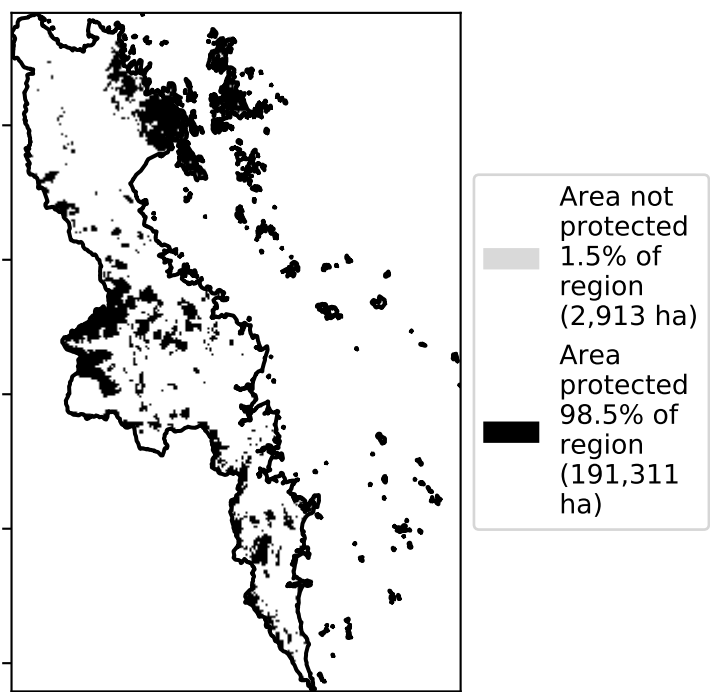 Area not
protected
1.5% of
region
(2,913 ha)
Area
protected
98.5% of
region
(191,311
ha)